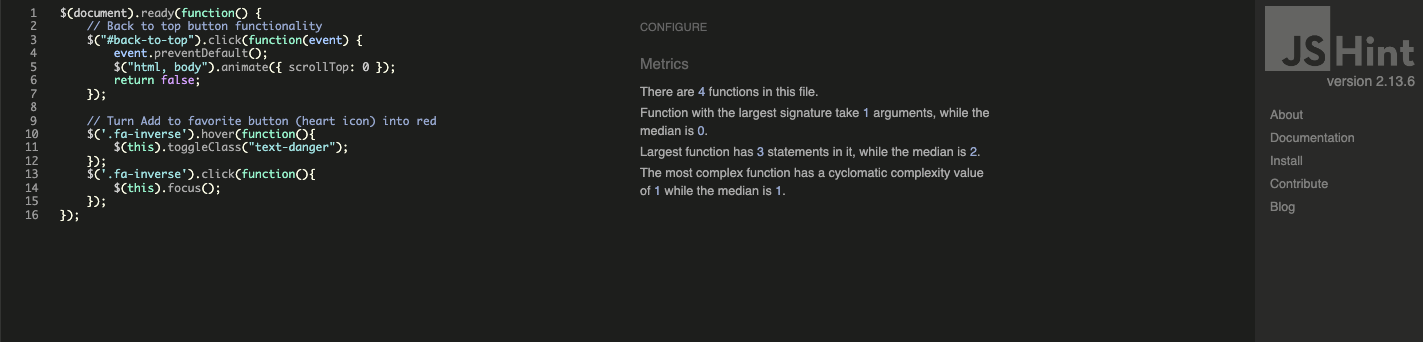 1 $(document).ready(function() {
2     // Back to top button functionality
3     $("#back-to-top").click(function(event) {
4         event.preventDefault();
5         $("html, body").animate({ scrollTop: 0 });
6         return false;
7     });
8
9     // Turn Add to favorite button (heart icon) into red
10     $('.fa-inverse').hover(function(){
11         $(this).toggleClass("text-danger");
12     });
13     $('.fa-inverse').click(function(){
14         $(this).focus();
15     });
16 });
CONFIGURE
Metrics
There are 4 functions in this file.
Function with the largest signature take 1 arguments, while the
median is 0.
Largest function has 3 statements in it, while the median is 2.
The most complex function has a cyclomatic complexity value
of 1 while the median is 1.
JSHint
version 2.13.6
About
Documentation
Install
Contribute
Blog